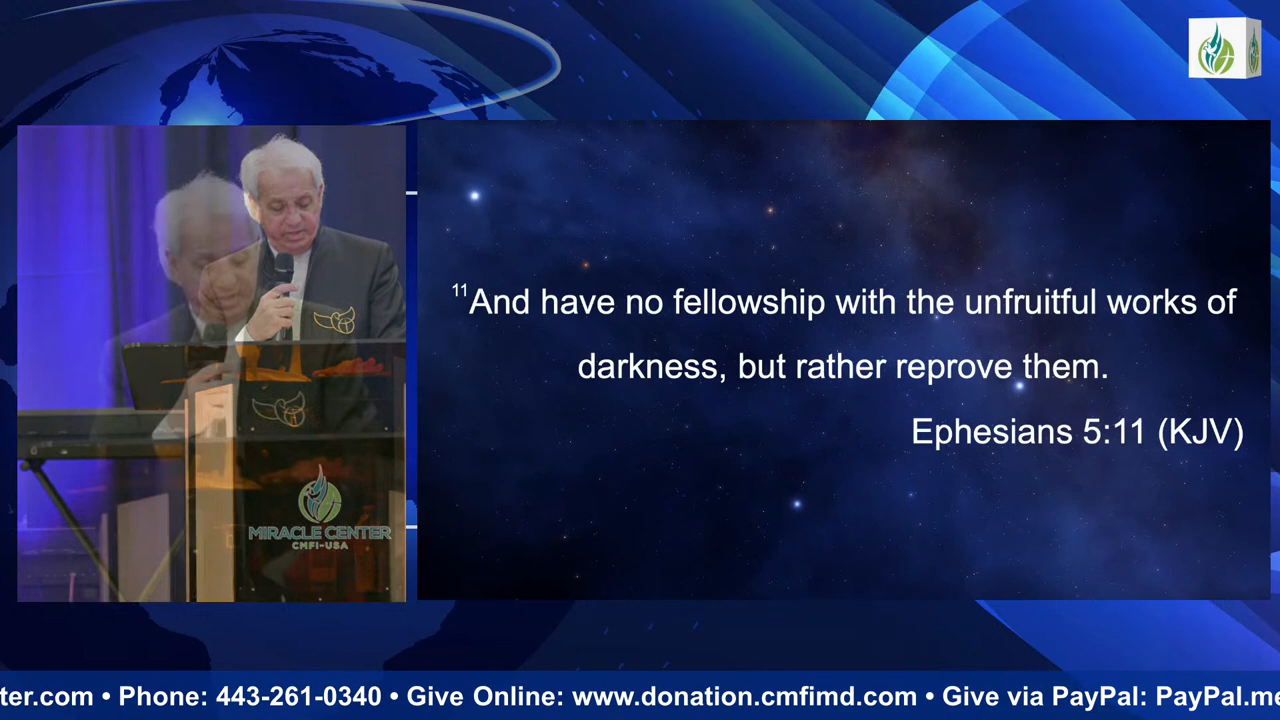 ¹¹And have no fellowship with the unfruitful works of
darkness, but rather reprove them.
Ephesians 5:11 (KJV)
MIRACLE CENTER
CMFI-USA
ter.com • Phone: 443-261-0340 • Give Online: www.donation.cmfimd.com • Give via PayPal: PayPal.me